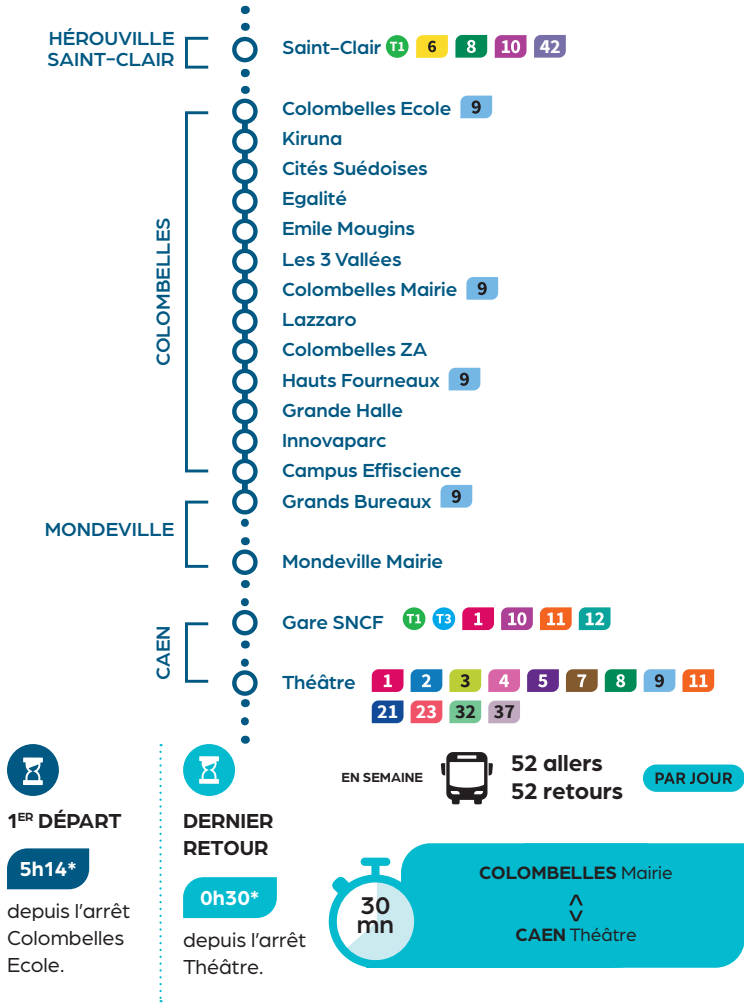 HÉROUVILLE
SAINT-CLAIR
Saint-Clair T1 6 8 10 42
COLOMBELLES
Colombelles Ecole 9
Kiruna
Cités Suédoises
Egalité
Emile Mougins
Les 3 Vallées
Colombelles Mairie 9
Lazzaro
Colombelles ZA
Hauts Fourneaux 9
Grande Halle
Innovaparc
Campus Effiscience
MONDEVILLE
Grands Bureaux 9
Mondeville Mairie
CAEN
Gare SNCF T1 T3 1 10 11 12
Théâtre 1 2 3 4 5 7 8 9 11
21 23 32 37
1ER DÉPART
5h14*
depuis l'arrêt
Colombelles
Ecole.
DERNIER
RETOUR
0h30*
depuis l'arrêt
Théâtre.
EN SEMAINE
52 allers
52 retours
PAR JOUR
30
mn
COLOMBELLES Mairie
CAEN Théâtre